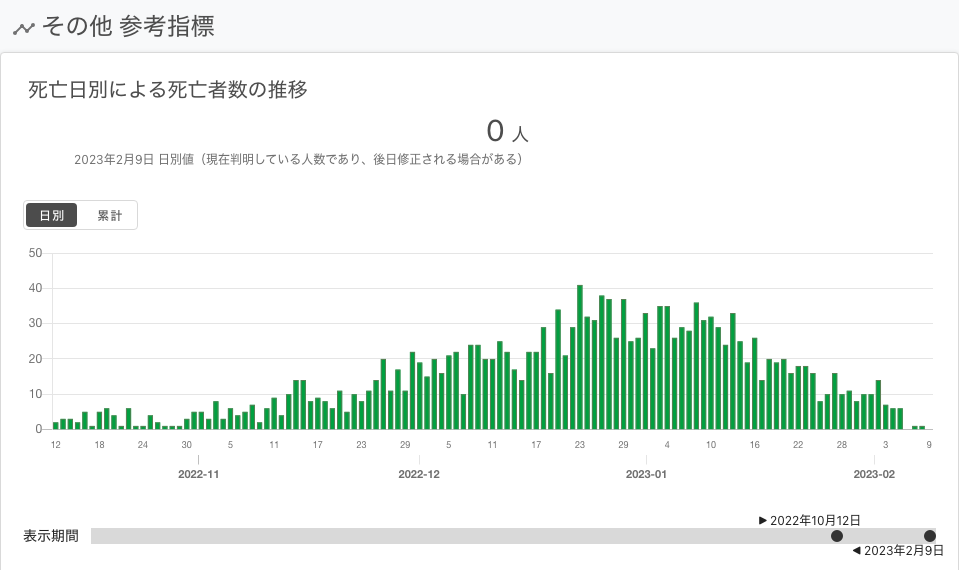 その他 参考指標
死亡日別による死亡者数の推移
0 人
2023年2月9日 日別値（現在判明している人数であり、後日修正される場合がある）
日別 累計
50
40
30
20
10
0
12 18 24 30 5 11 17 23 29 5 11 17 23 29 4 10 16 22 28 3 9
2022-11 2022-12 2023-01 2023-02
▶ 2022年10月12日
表示期間
◀ 2023年2月9日